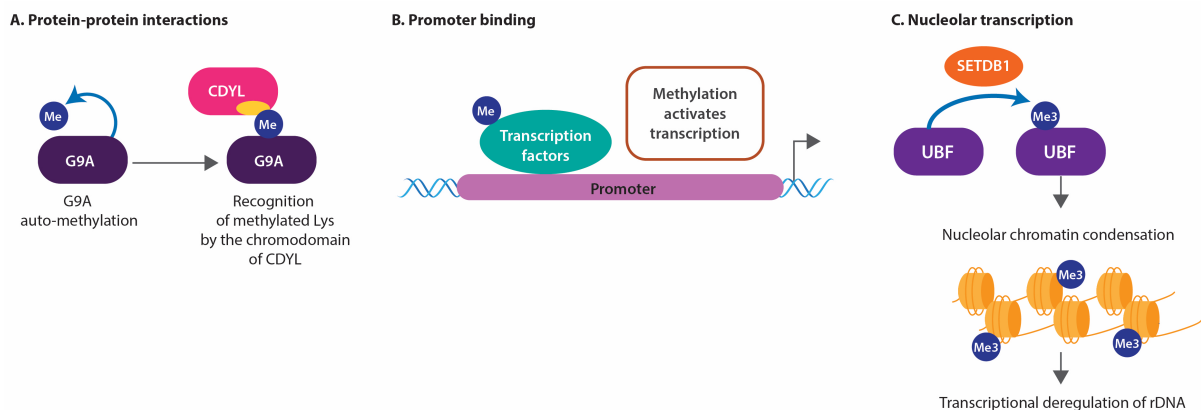 A. Protein-protein interactions
Me
G9A
G9A
auto-methylation
CDYL
Me
G9A
Recognition
of methylated Lys
by the chromodomain
of CDYL
B. Promoter binding
Me
Transcription
factors
Methylation
activates
transcription
Promoter
C. Nucleolar transcription
SETDB1
UBF
Me3
UBF
Nucleolar chromatin condensation
Me3
Me3
Me3
Transcriptional deregulation of rDNA